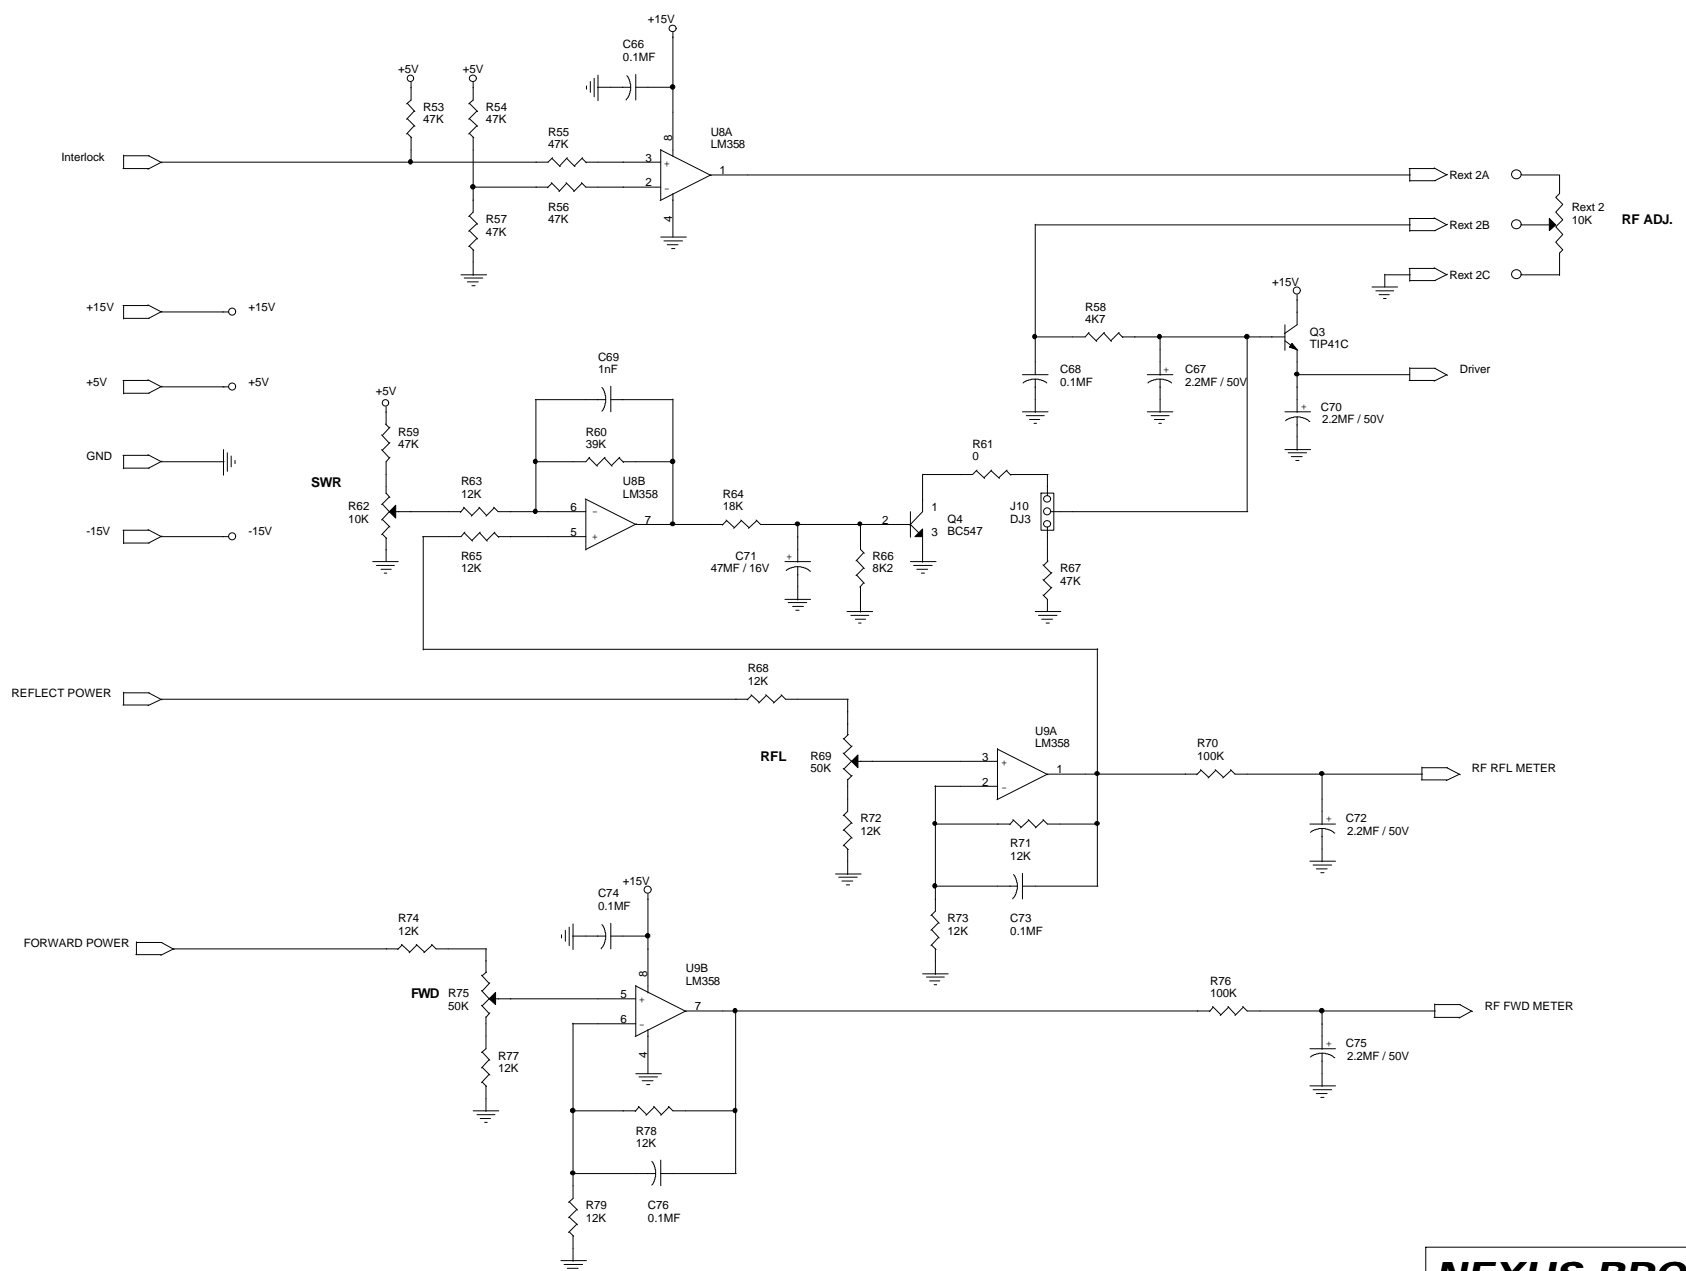 +15V
C66
0.1MF
+5V
+5V
R53
47K
R54
47K
8
U8A
LM358
R55
47K
Interlock
3
+
1
2
-
Rext 2A
R56
47K
4
R57
47K
Rext 2
10K
RF ADJ.
Rext 2B
Rext 2C
+15V
+15V
+15V
R58
4K7
Q3
TIP41C
C69
1nF
+5V
+5V
+5V
C68
0.1MF
+
C67
2.2MF / 50V
Driver
+
C70
2.2MF / 50V
R59
47K
R60
39K
R61
0
GND
SWR
R63
12K
U8B
LM358
R62
10K
6
-
7
5
+
R64
18K
2
1
3
Q4
BC547
J10
DJ3
-15V
-15V
R65
12K
C71
47MF / 16V
+
R66
8K2
R67
47K
R68
12K
REFLECT POWER
RFL
R69
50K
U9A
LM358
3
+
1
2
-
R70
100K
RF RFL METER
R72
12K
R71
12K
+
C72
2.2MF / 50V
+15V
C74
0.1MF
R73
12K
C73
0.1MF
R74
12K
FORWARD POWER
8
U9B
LM358
FWD
R75
50K
5
+
7
6
-
4
R76
100K
RF FWD METER
R77
12K
+
C75
2.2MF / 50V
R78
12K
R79
12K
C76
0.1MF